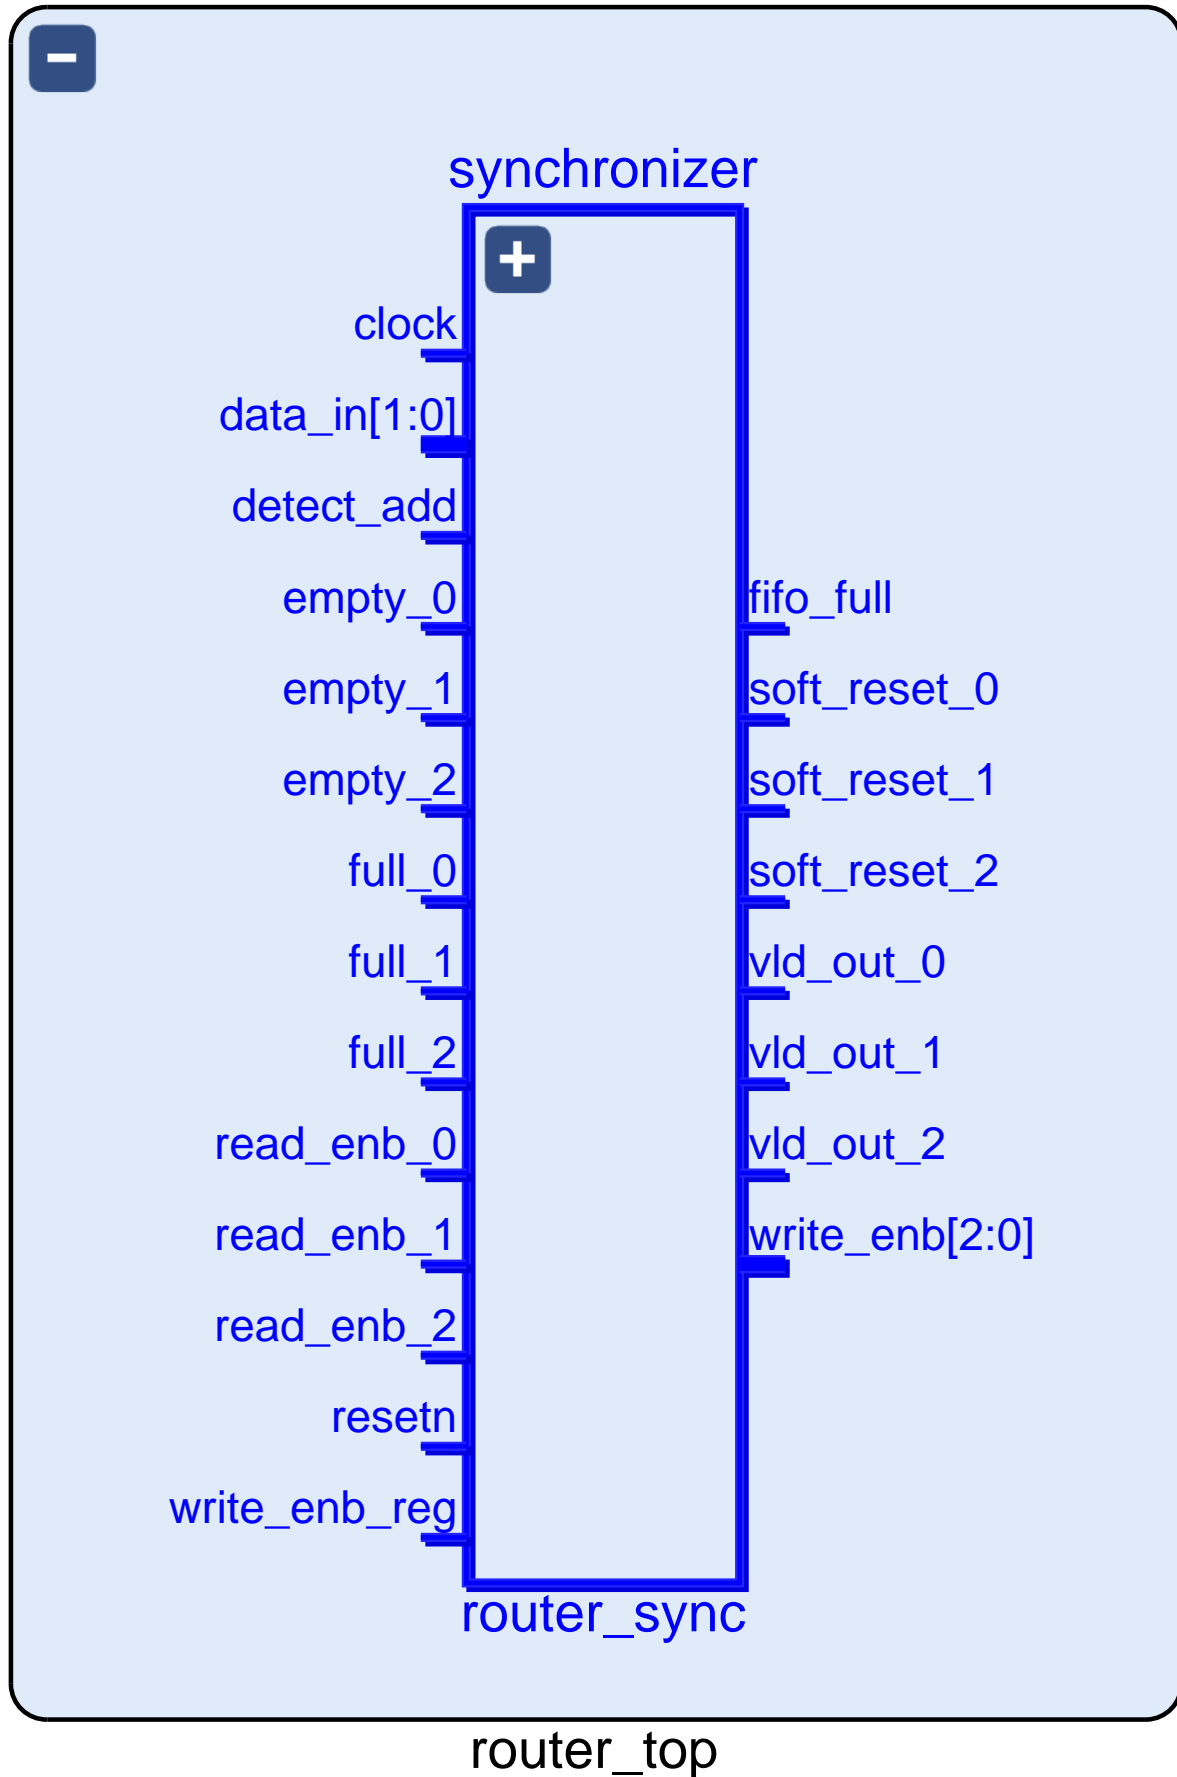 synchronizer
clock
data_in[1:0]
detect_add
empty_0
empty_1
empty_2
full_0
full_1
full_2
read_enb_0
read_enb_1
read_enb_2
resetn
write_enb_reg
fifo_full
soft_reset_0
soft_reset_1
soft_reset_2
vld_out_0
vld_out_1
vld_out_2
write_enb[2:0]
router_sync
router_top